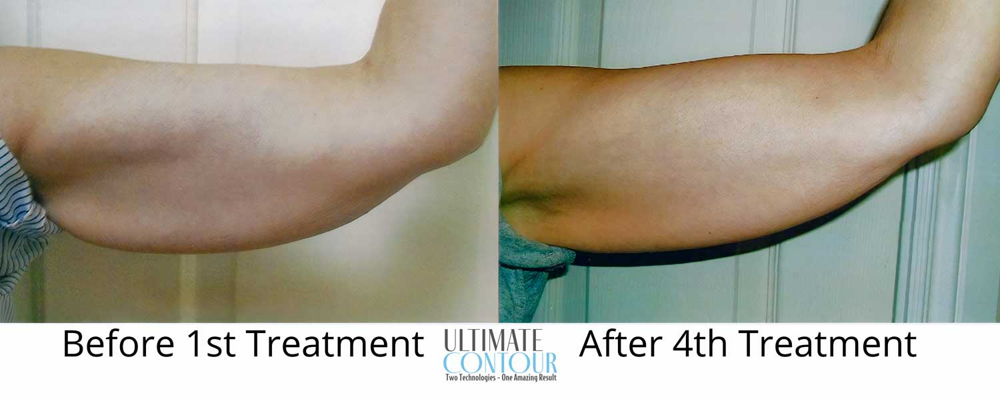 Before 1st Treatment
ULTIMATE
CONTOUR
Two Technologies - One Amazing Result
After 4th Treatment